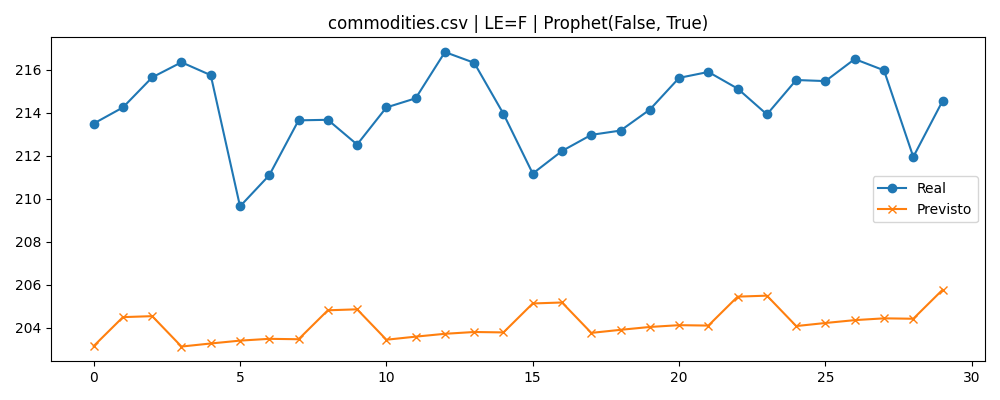 commodities.csv | LE=F | Prophet(False, True)
216
214
212
210
208
206
204
Real
Previsto
0 5 10 15 20 25 30